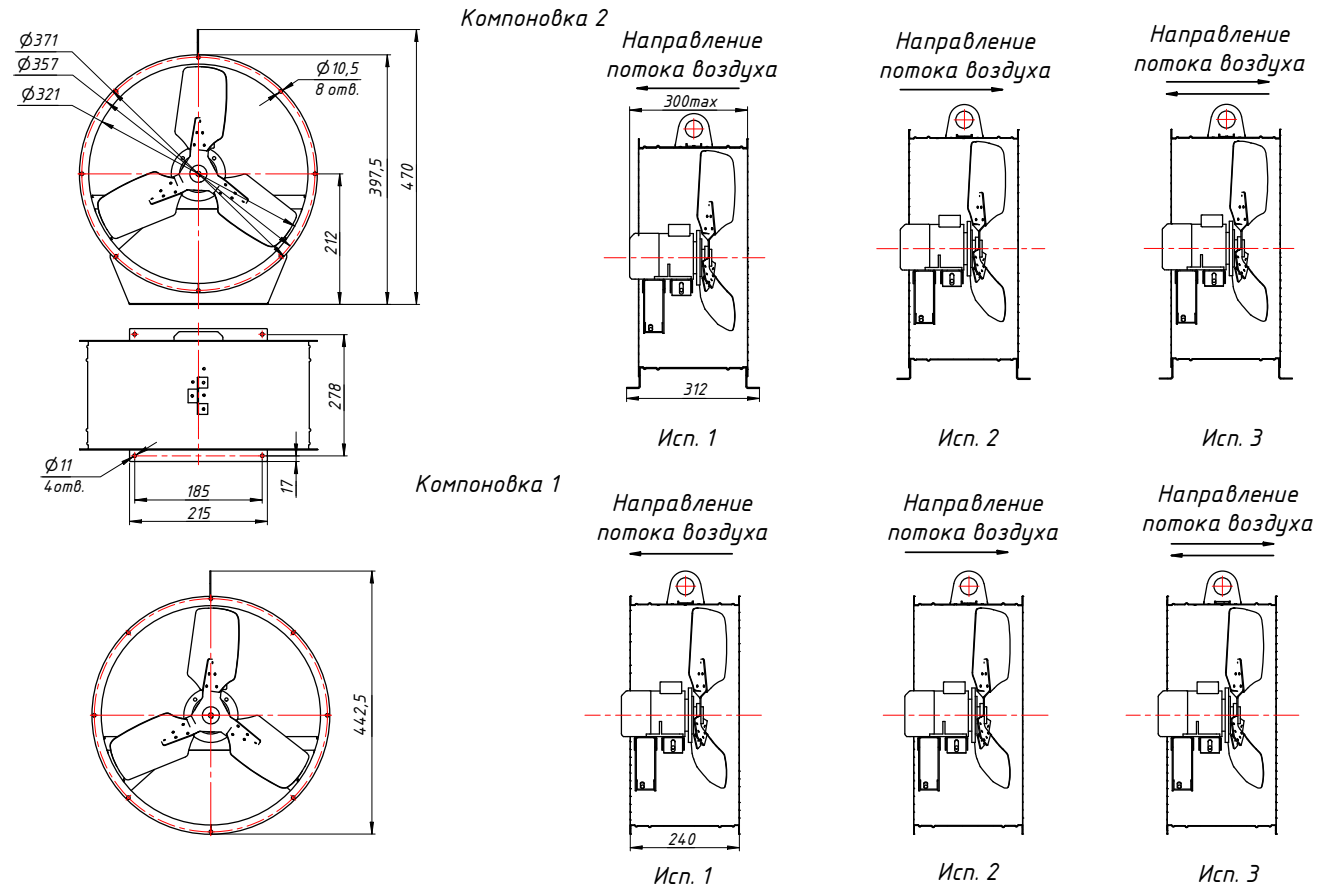 Компоновка 2
Направление
потока воздуха
Направление
потока воздуха
Направление
потока воздуха
Ø371
Ø357
Ø321
Ø10,5
8 отв.
300max
397,5
470
212
312
278
Исп. 1
Исп. 2
Исп. 3
Ø11
4отв.
185
215
17
Компоновка 1
Направление
потока воздуха
Направление
потока воздуха
Направление
потока воздуха
442,5
240
Исп. 1
Исп. 2
Исп. 3